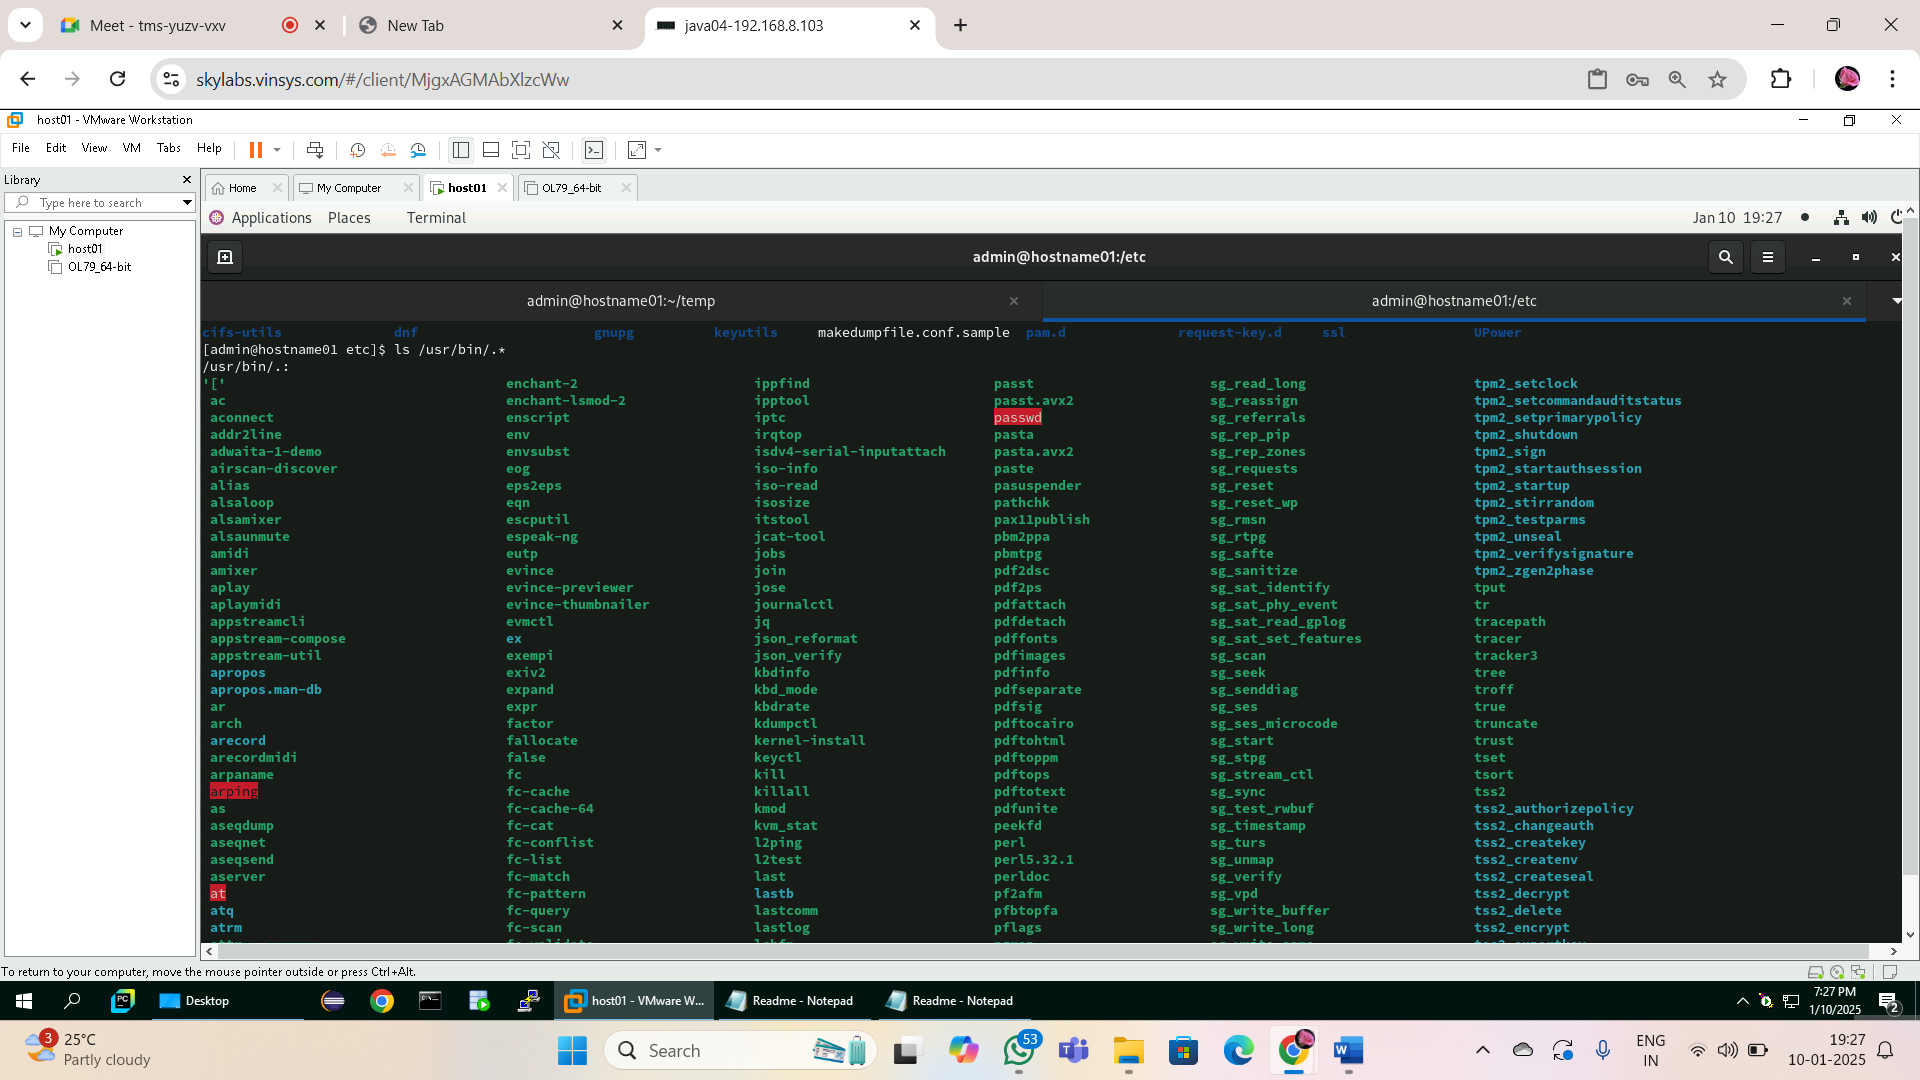 Meet - tms-yuzv-vxv
New Tab
java04-192.168.8.103
skylabs.vinsys.com/#/client/MjgxAGMAbXlzcWw
host01 - VMware Workstation
File Edit View VM Tabs Help
Library
Type here to search
My Computer
host01
OL79_64-bit
Home
My Computer
host01
OL79_64-bit
Applications Places Terminal
Jan 10 19:27
admin@hostname01:/etc
admin@hostname01:~/temp
admin@hostname01:/etc
cifs-utils dnf gnupg keyutils makedumpfile.conf.sample pam.d request-key.d ssl UPower
[admin@hostname01 etc]$ ls /usr/bin/.*
/usr/bin/.:
'[' enchant-2 ippfind passt sg_read_long tpm2_setclock
ac enchant-lsmod-2 ipptool passt.avx2 sg_reassign tpm2_setcommandauditstatus
aconnect enscript iptc passwd sg_referrals tpm2_setprimarypolicy
addr2line env irqtop pasta sg_rep_pip tpm2_shutdown
adwaita-1-demo envsubst isdv4-serial-inputattach pasta.avx2 sg_rep_zones tpm2_sign
airscan-discover eog iso-info paste sg_requests tpm2_startauthsession
alias eps2eps iso-read pasuspender sg_reset tpm2_startup
alsaloop eqn isosize pathchk sg_reset_wp tpm2_stirrandom
alsamixer escputil itstool pax11publish sg_rmsn tpm2_testparms
alsaunmute espeak-ng jcat-tool pbm2ppa sg_rtpg tpm2_unseal
amidi eutp jobs pbmtpg sg_safte tpm2_verifysignature
amixer evince join pdf2dsc sg_sanitize tpm2_zgen2phase
aplay evince-previewer jose pdf2ps sg_sat_identify tput
aplaymidi evince-thumbnailer journalctl pdfattach sg_sat_phy_event tr
appstreamcli evmctl jq pdfdetach sg_sat_read_gplog tracepath
appstream-compose ex json_reformat pdffonts sg_sat_set_features tracer
appstream-util exempi json_verify pdfimages sg_scan tracker3
apropos exiv2 kbdinfo pdfinfo sg_seek tree
apropos.man-db expand kbd_mode pdfseparate sg_senddiag troff
ar expr kbdrate pdfsig sg_ses true
arch factor kdumpctl pdftocairo sg_ses_microcode truncate
arecord fallocate kernel-install pdftohtml sg_start trust
arecordmidi false keyctl pdftoppm sg_stpg tset
arpaname fc kill pdftops sg_stream_ctl tsort
arping fc-cache killall pdftotext sg_sync tss2
as fc-cache-64 kmod pdfunite sg_test_rwbuf tss2_authorizepolicy
aseqdump fc-cat kvm_stat peekfd sg_timestamp tss2_changeauth
aseqnet fc-conflist l2ping perl sg_turs tss2_createkey
aseqsend fc-list l2test perl5.32.1 sg_unmap tss2_createnv
aserver fc-match last perldoc sg_verify tss2_createseal
at fc-pattern lastb pf2afm sg_vpd tss2_decrypt
atq fc-query lastcomm pfbtopfa sg_write_buffer tss2_delete
atrm fc-scan lastlog pflags sg_write_long tss2_encrypt
To return to your computer, move the mouse pointer outside or press Ctrl+Alt.
Desktop
host01 - VMware W...
Readme - Notepad
Readme - Notepad
7:27 PM
1/10/2025
2
3
25°C
Partly cloudy
Search
53
ENG
IN
19:27
10-01-2025